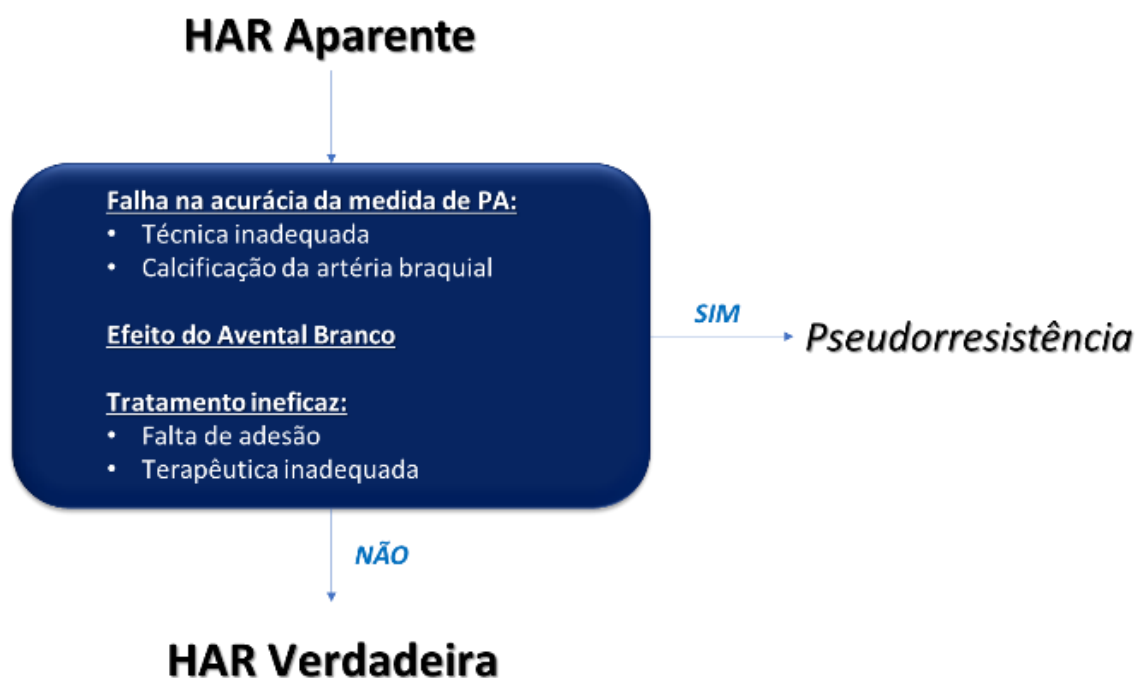 HAR Aparente
Falha na acurácia da medida de PA:
• Técnica inadequada
• Calcificação da artéria braquial
Efeito do Avental Branco
SIM
Pseudorresistência
Tratamento ineficaz:
• Falta de adesão
• Terapêutica inadequada
NÃO
HAR Verdadeira